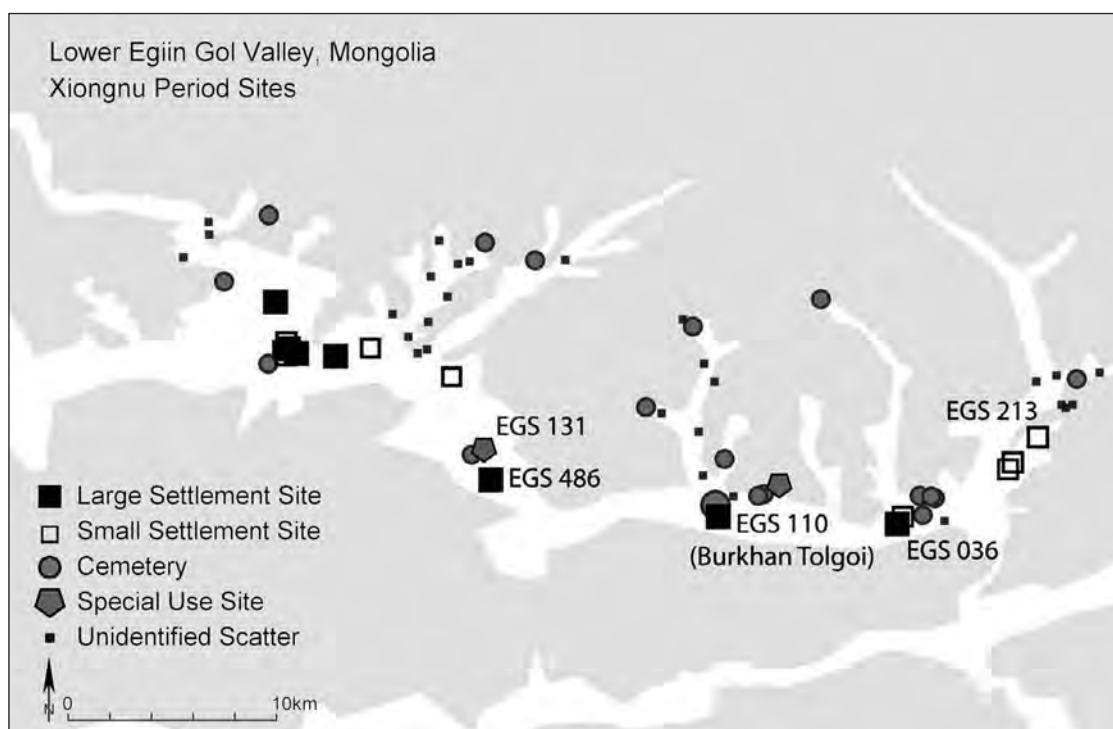 Lower Egiin Gol Valley, Mongolia
Xiongnu Period Sites
EGS 213
EGS 131
EGS 486
EGS 110
(Burkhan Tolgoi)
EGS 036
Large Settlement Site
Small Settlement Site
Cemetery
Special Use Site
Unidentified Scatter
N
0 10km